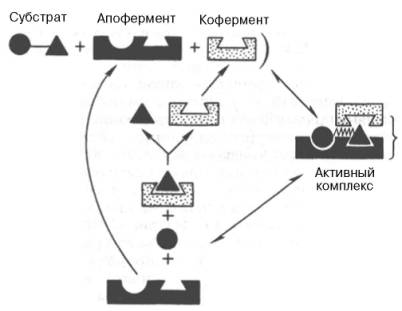 Субстрат Апофермент Кофермент
+ + )
}
Активный
комплекс
+
+